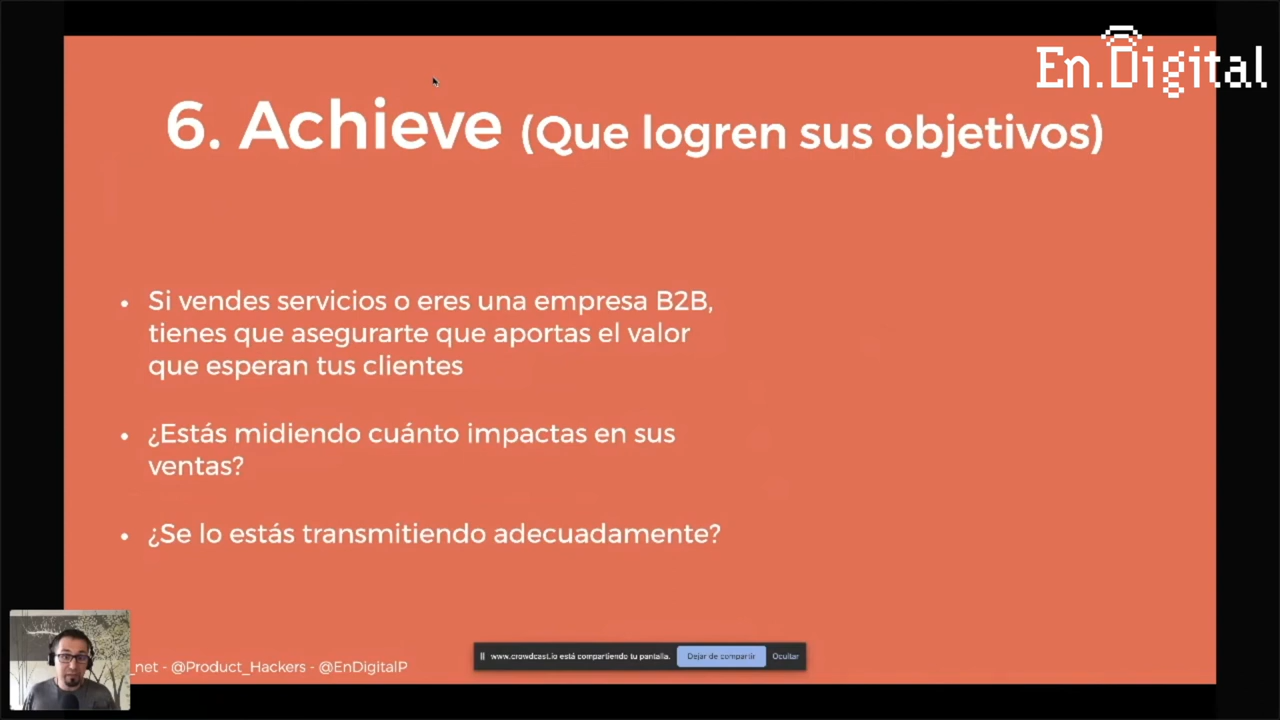 En.Digital
6. Achieve (Que logren sus objetivos)
• Si vendes servicios o eres una empresa B2B,
tienes que asegurarte que aportas el valor
que esperan tus clientes
• ¿Estás midiendo cuánto impactas en sus
ventas?
• ¿Se lo estás transmitiendo adecuadamente?
_net - @Product_Hackers - @EnDigitalP
www.crowdcast.io está compartiendo tu pantalla. Dejar de compartir Ocultar